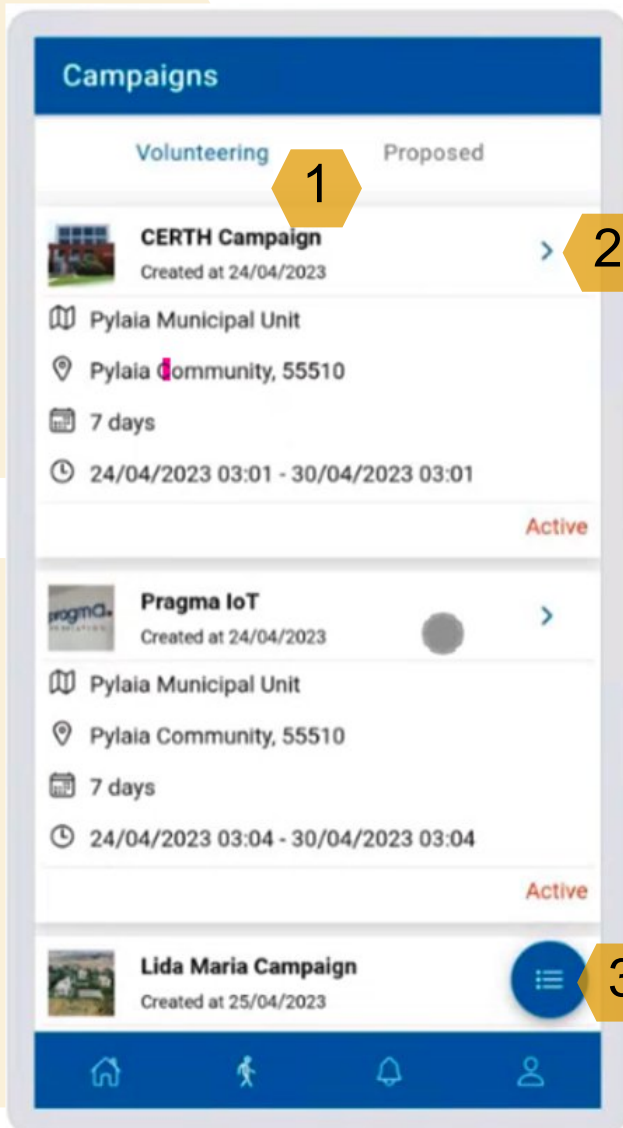 Campaigns
Volunteering Proposed
1
CERTH Campaign
Created at 24/04/2023
2
Pylaia Municipal Unit
Pylaia Community, 55510
7 days
24/04/2023 03:01 - 30/04/2023 03:01
Active
pragma.
Pragma IoT
Created at 24/04/2023
Pylaia Municipal Unit
Pylaia Community, 55510
7 days
24/04/2023 03:04 - 30/04/2023 03:04
Active
Lida Maria Campaign
Created at 25/04/2023
3